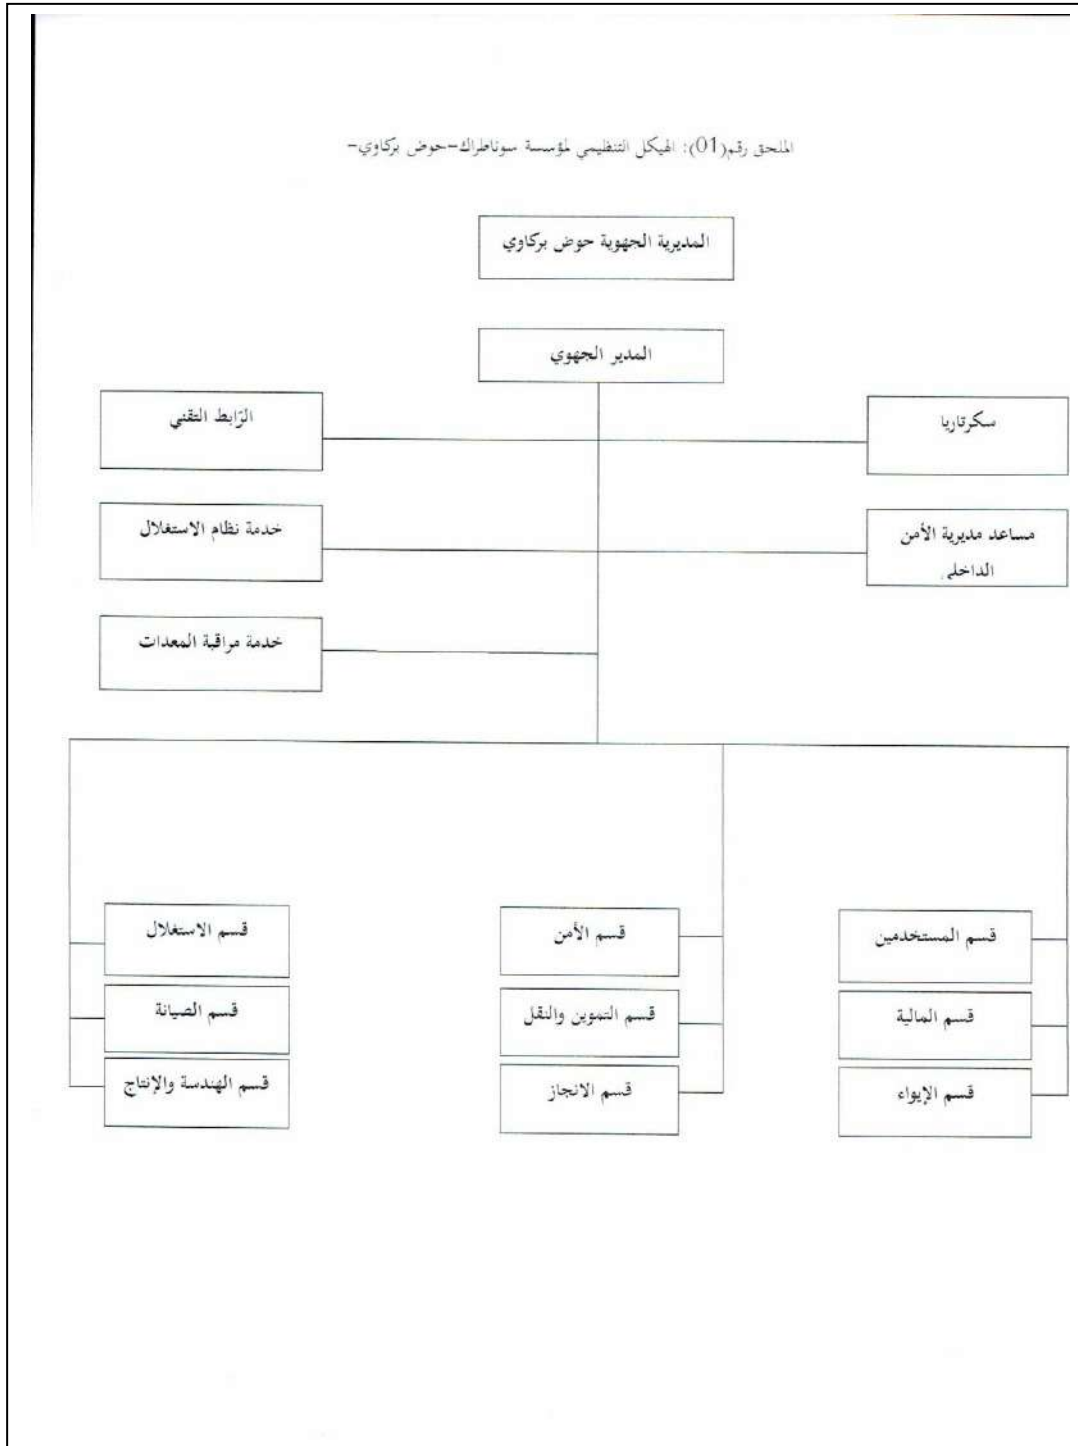 الملحق رقم(01): الهيكل التنظيمي لمؤسسة سوناطراك-حوض بركاوي-
المديرية الجهوية حوض بركاوي
المدير الجهوي
سكرتاريا
الرّابط التقني
مساعد مديرية الأمن
الداخلي
خدمة نظام الاستغلال
خدمة مراقبة المعدات
قسم المستخدمين
قسم الأمن
قسم الاستغلال
قسم المالية
قسم التموين والنقل
قسم الصيانة
قسم الإيواء
قسم الانجاز
قسم الهندسة والإنتاج